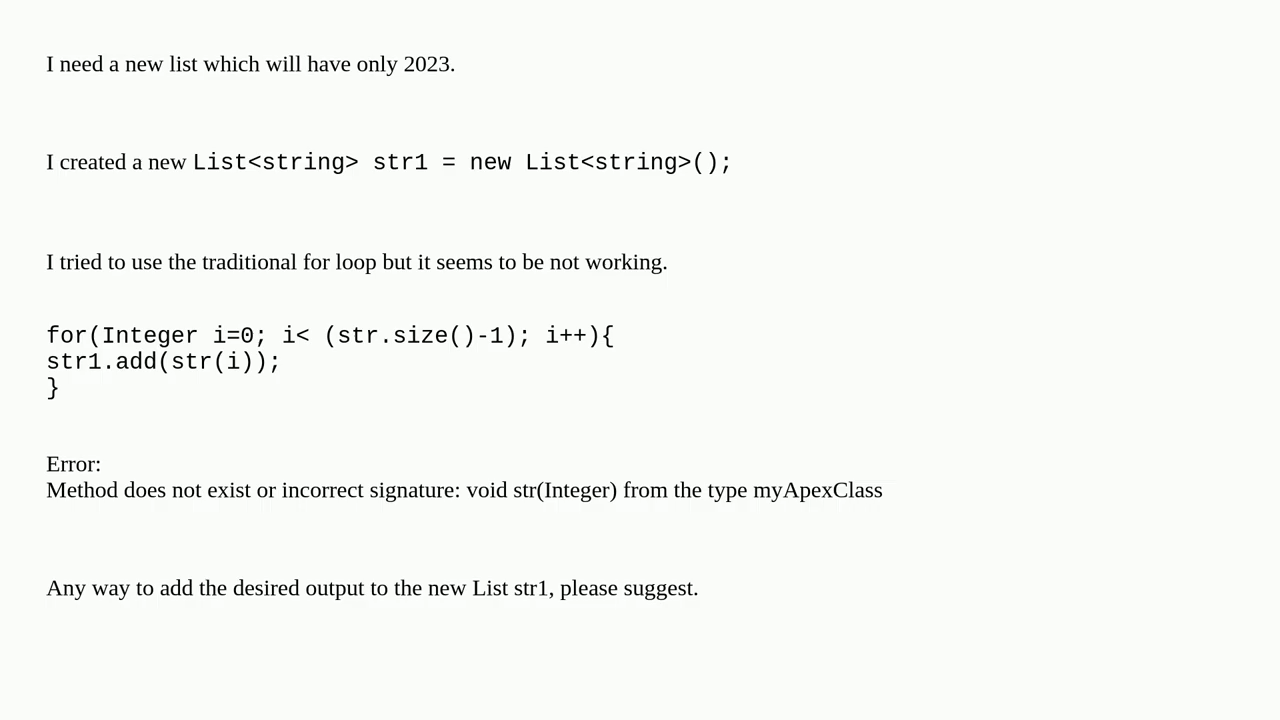 I need a new list which will have only 2023.
I created a new List<string> str1 = new List<string>();
I tried to use the traditional for loop but it seems to be not working.
for(Integer i=0; i< (str.size()-1); i++){
str1.add(str(i));
}
Error:
Method does not exist or incorrect signature: void str(Integer) from the type myApexClass
Any way to add the desired output to the new List str1, please suggest.